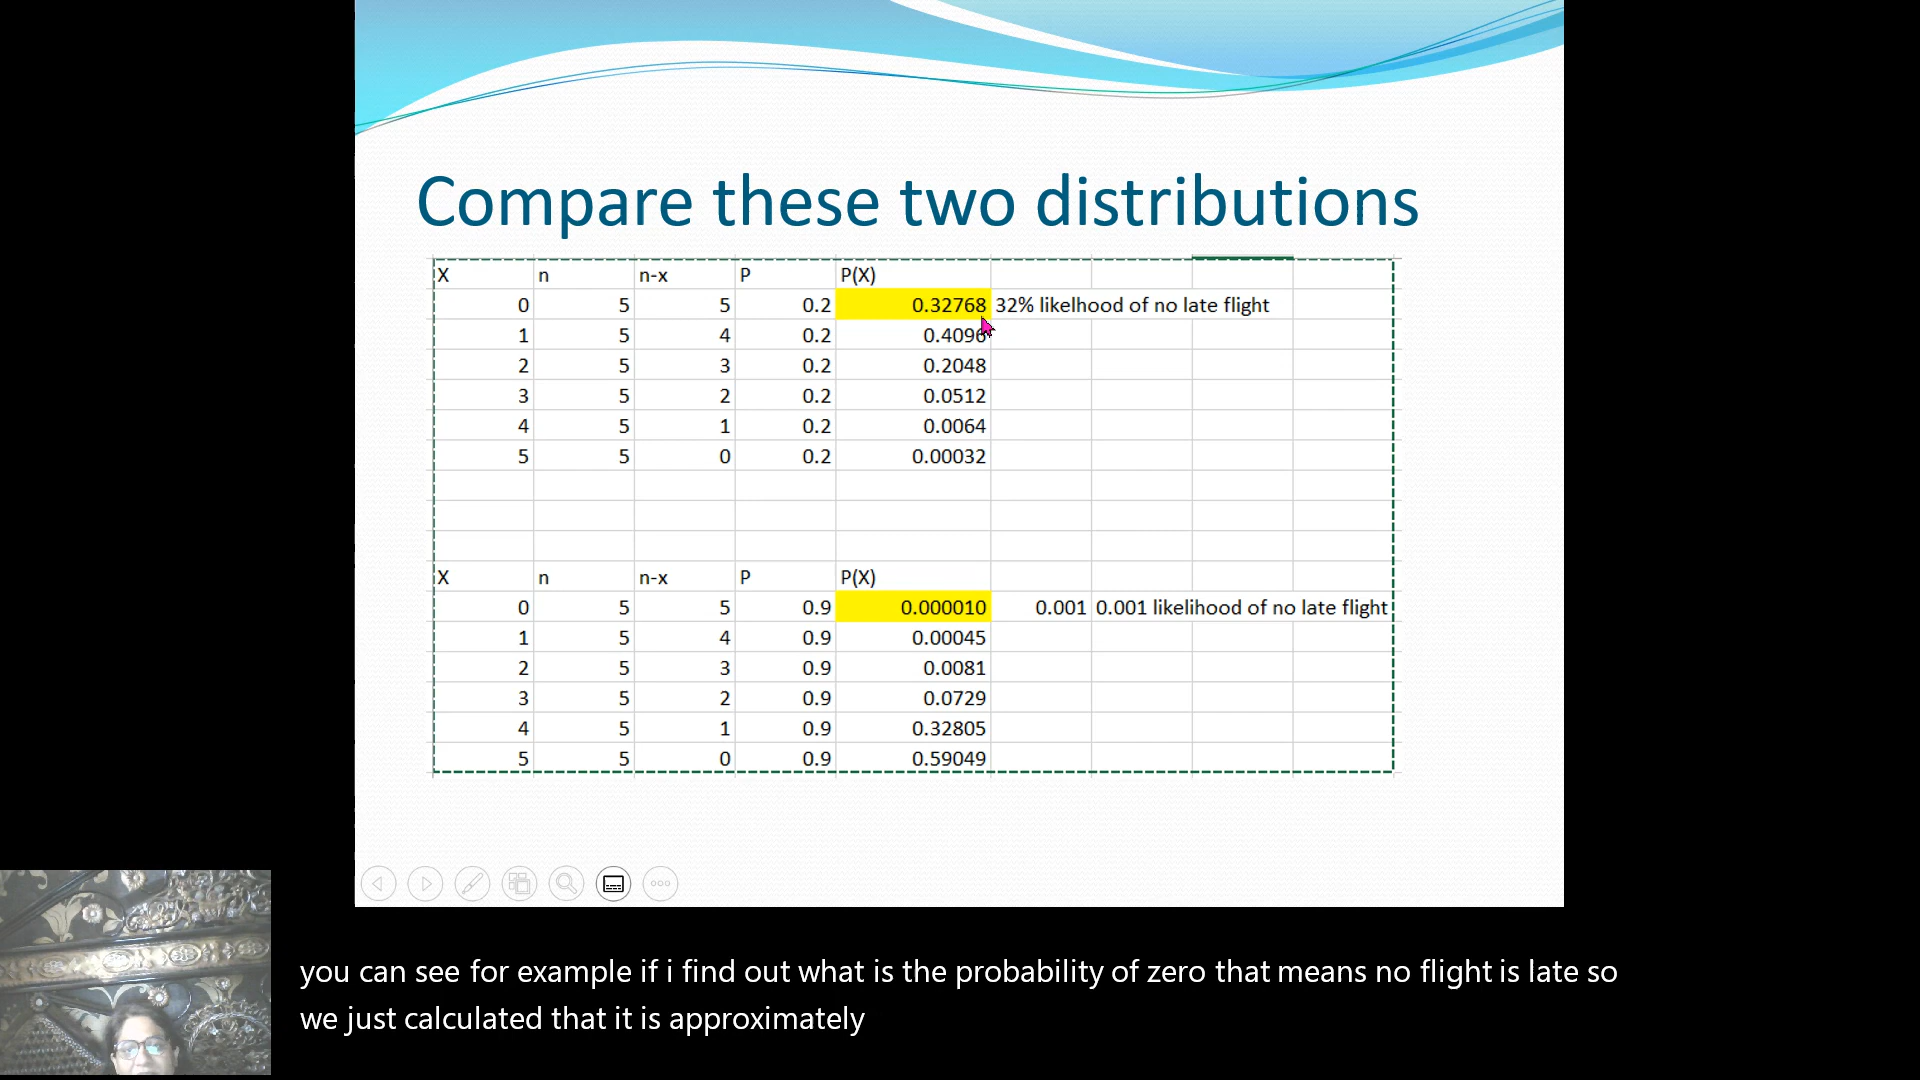 Compare these two distributions
X n n-x P P(X)
0 5 5 0.2 0.32768 32% likelhood of no late flight
1 5 4 0.2 0.4096
2 5 3 0.2 0.2048
3 5 2 0.2 0.0512
4 5 1 0.2 0.0064
5 5 0 0.2 0.00032
X n n-x P P(X)
0 5 5 0.9 0.000010 0.001 0.001 likelihood of no late flight
1 5 4 0.9 0.00045
2 5 3 0.9 0.0081
3 5 2 0.9 0.0729
4 5 1 0.9 0.32805
5 5 0 0.9 0.59049
you can see for example if i find out what is the probability of zero that means no flight is late so
we just calculated that it is approximately